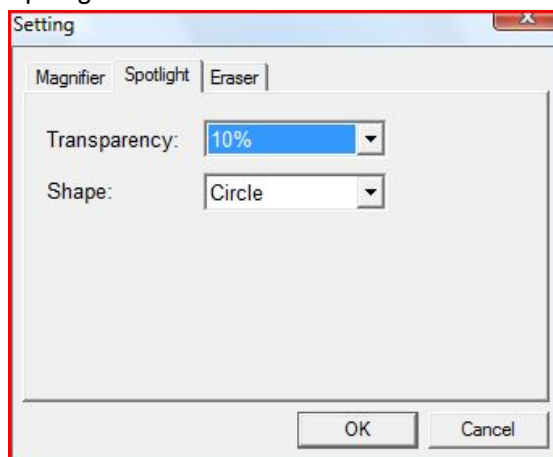 Setting
Magnifier Spotlight Eraser
Transparency: 10%
Shape: Circle
OK Cancel